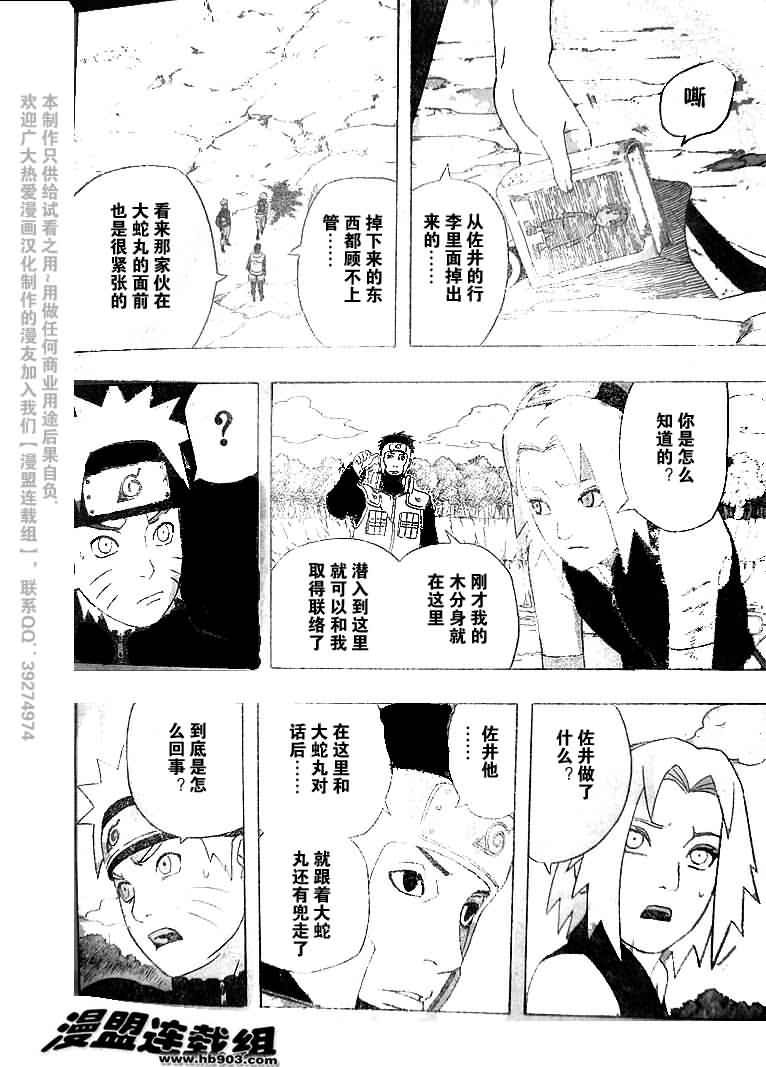 嘶
从佐井的行
李里面掉出
来的……
掉下来的东
西都顾不上
管……
看来那家伙在
大蛇丸的面前
也是很紧张的
你是怎么
知道的？
刚才我的
木分身就
在这里
潜入到这里
就可以和我
取得联络了
？
佐井做了
什么？
佐井他
……
在这里和
大蛇丸对
话后……
就跟着大蛇
丸还有兜走了
到底是怎
么回事？
本制作只供给试看之用~用做任何商业用途后果自负.
欢迎广大热爱漫画汉化制作的漫友加入我们【漫盟连载组】，联系QQ：39274974
漫盟连载组
www.hb903.com